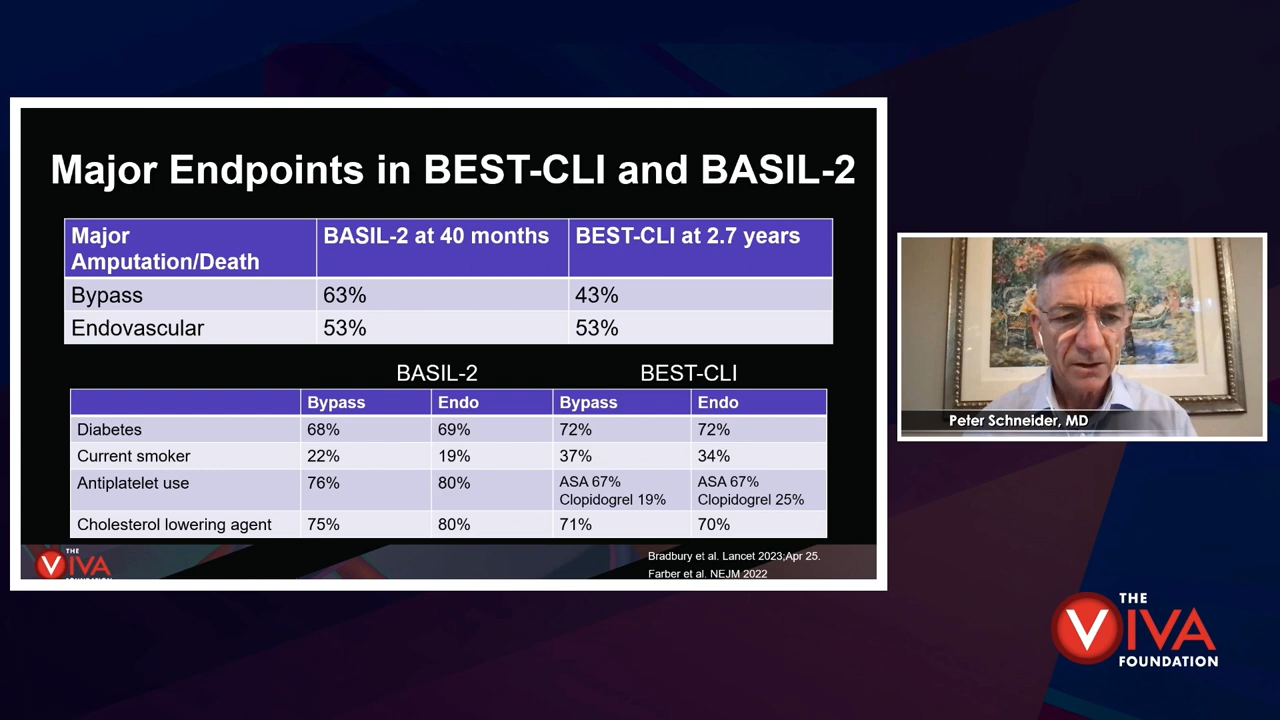 Major Endpoints in BEST-CLI and BASIL-2
Major Amputation/Death BASIL-2 at 40 months BEST-CLI at 2.7 years
Bypass 63% 43%
Endovascular 53% 53%
BASIL-2 BEST-CLI
Bypass Endo Bypass Endo
Diabetes 68% 69% 72% 72%
Current smoker 22% 19% 37% 34%
Antiplatelet use 76% 80% ASA 67% Clopidogrel 19% ASA 67% Clopidogrel 25%
Cholesterol lowering agent 75% 80% 71% 70%
Bradbury et al. Lancet 2023;Apr 25.
Farber et al. NEJM 2022
THE
VIVA
FOUNDATION
Peter Schneider, MD
THE
VIVA
FOUNDATION